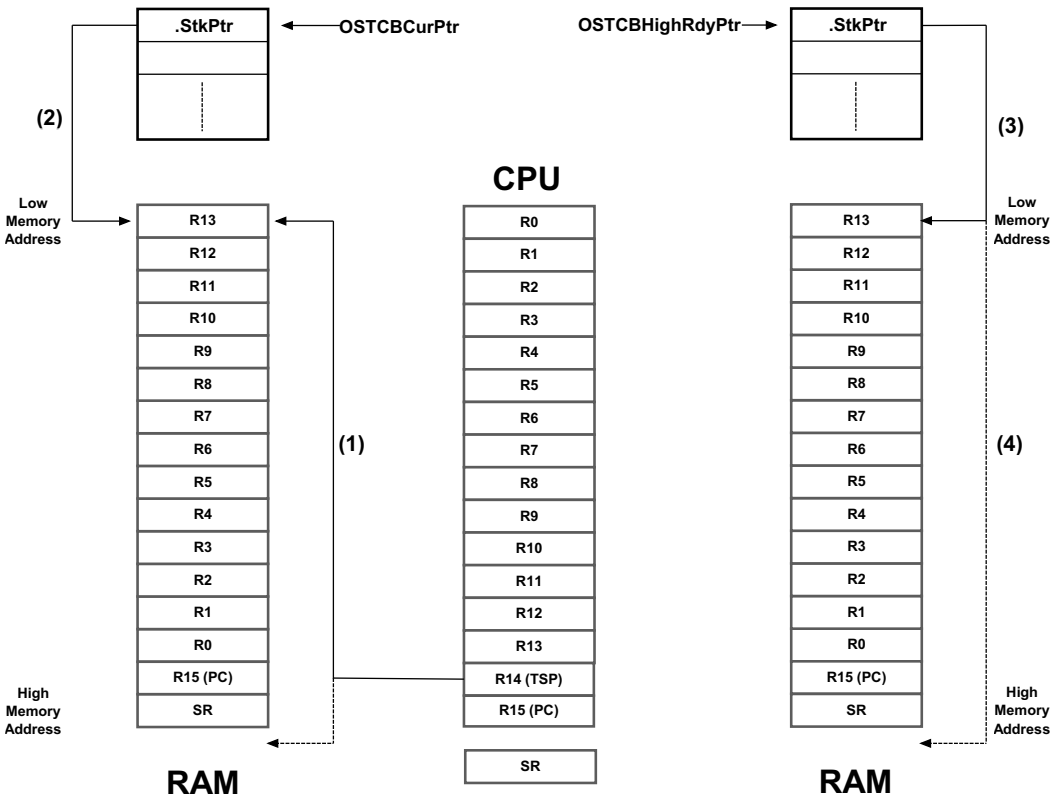 .StkPtr
OSTCBCurPtr
OSTCBHighRdyPtr
.StkPtr
(2)
(3)
CPU
Low
Memory
Address
R13
R12
R11
R10
R9
R8
R7
R6
R5
R4
R3
R2
R1
R0
R15 (PC)
SR
High
Memory
Address
RAM
(1)
R0
R1
R2
R3
R4
R5
R6
R7
R8
R9
R10
R11
R12
R13
R14 (TSP)
R15 (PC)
SR
R13
R12
R11
R10
R9
R8
R7
R6
R5
R4
R3
R2
R1
R0
R15 (PC)
SR
RAM
Low
Memory
Address
(4)
High
Memory
Address